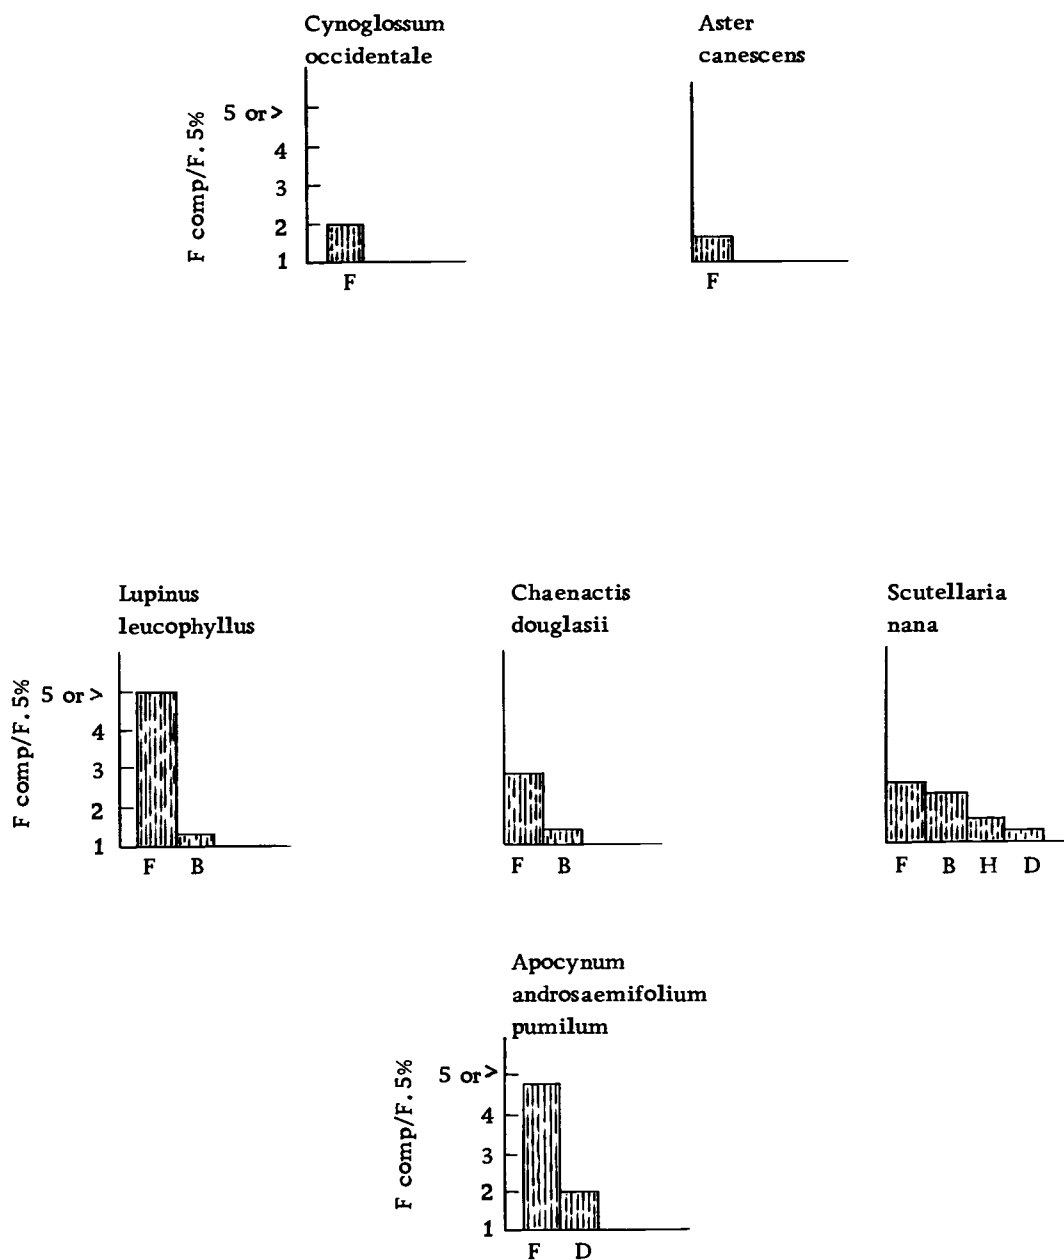 Cynoglossum
occidentale
Aster
canescens
F comp/F. 5%
5 or >
4
3
2
1
F
F
Lupinus
leucophyllus
Chaenactis
douglasii
Scutellaria
nana
F comp/F. 5%
5 or >
4
3
2
1
F B
F B
F B H D
Apocynum
androsaemifolium
pumilum
F comp/F. 5%
5 or >
4
3
2
1
F D